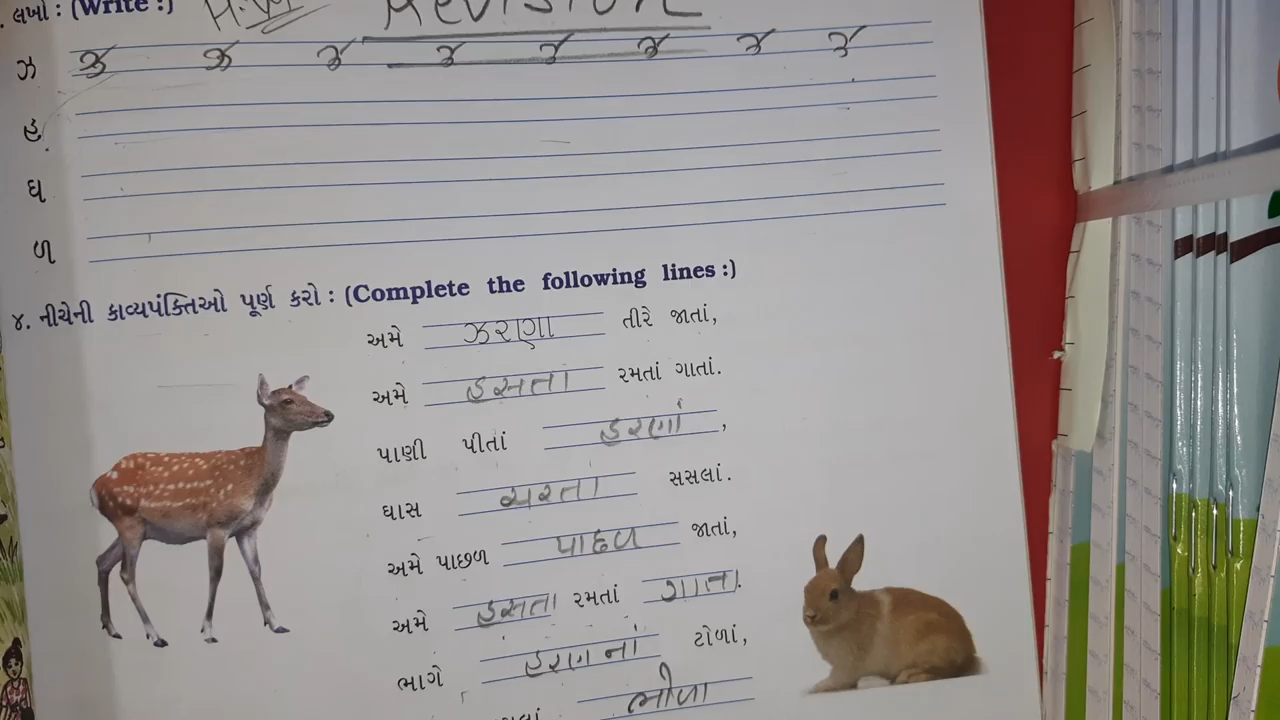 લખો : (Write :) H.W Revision
ઝ ઝ ઝ ઝ ઝ ઝ ઝ ઝ ઝ
હ
ઘ
ળ
૪. નીચેની કાવ્યપંક્તિઓ પૂર્ણ કરો : (Complete the following lines :)
અમે ઝરણા તીરે જાતાં,
અમે હસતા રમતાં ગાતાં.
પાણી પીતાં હરણાં ,
ઘાસ ચરતા સસલાં.
અમે પાછળ પાછળ જાતાં,
અમે હસતા રમતાં ગાતા.
ભાગે હરણનાં ટોળાં,
ભોળા